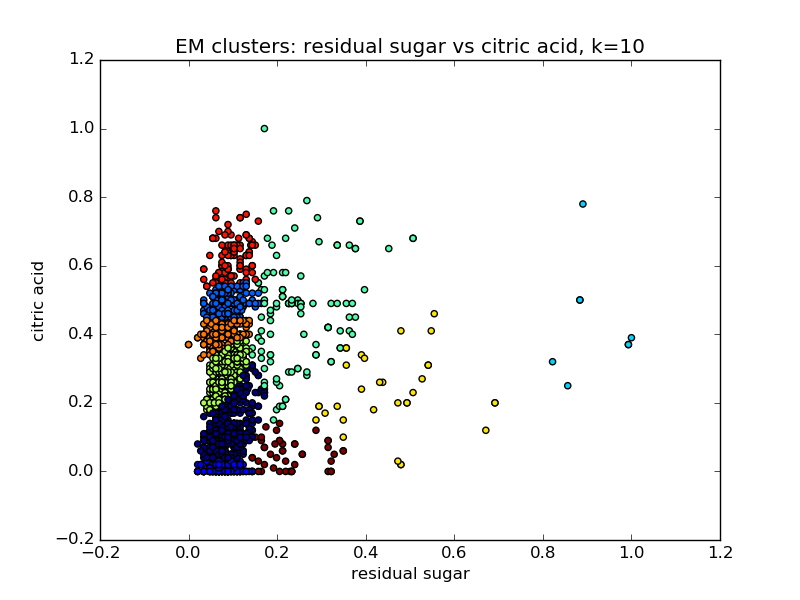 EM clusters: residual sugar vs citric acid, k=10
1.2
1.0
0.8
0.6
0.4
0.2
0.0
−0.2
citric acid
−0.2 0.0 0.2 0.4 0.6 0.8 1.0 1.2
residual sugar